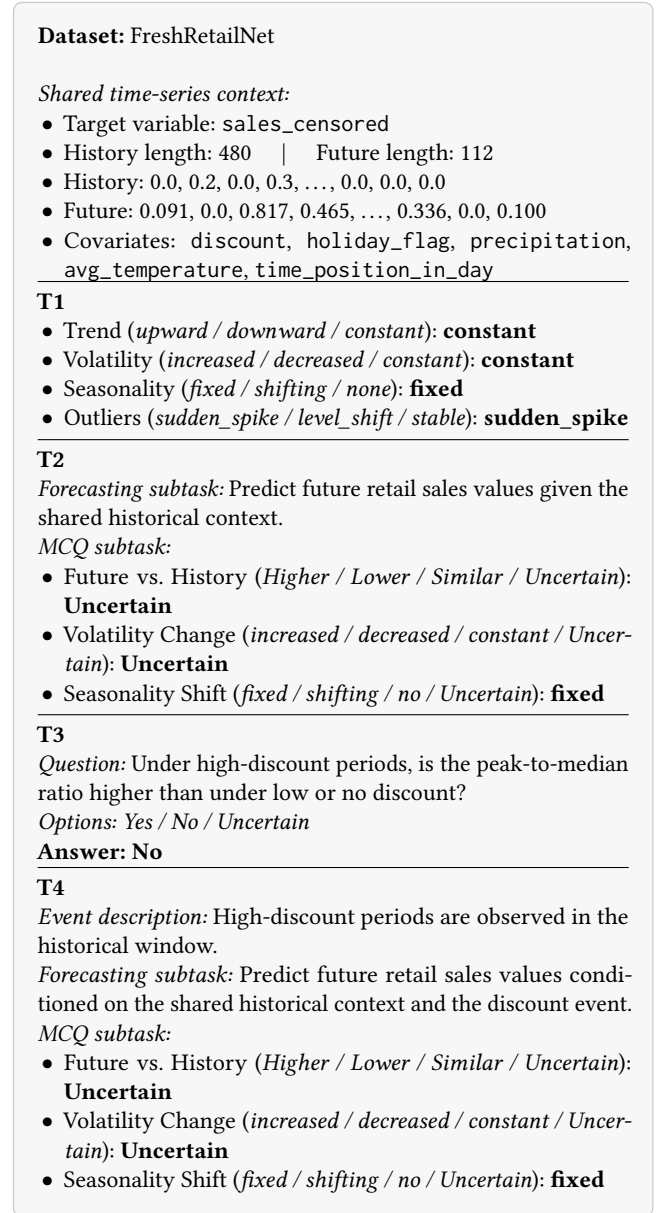 Dataset: FreshRetailNet
Shared time-series context:
• Target variable: sales_censored
• History length: 480 | Future length: 112
• History: 0.0, 0.2, 0.0, 0.3, ..., 0.0, 0.0, 0.0
• Future: 0.091, 0.0, 0.817, 0.465, ..., 0.336, 0.0, 0.100
• Covariates: discount, holiday_flag, precipitation,
avg_temperature, time_position_in_day
T1
• Trend (upward / downward / constant): constant
• Volatility (increased / decreased / constant): constant
• Seasonality (fixed / shifting / none): fixed
• Outliers (sudden_spike / level_shift / stable): sudden_spike
T2
Forecasting subtask: Predict future retail sales values given the
shared historical context.
MCQ subtask:
• Future vs. History (Higher / Lower / Similar / Uncertain):
Uncertain
• Volatility Change (increased / decreased / constant / Uncer-
tain): Uncertain
• Seasonality Shift (fixed / shifting / no / Uncertain): fixed
T3
Question: Under high-discount periods, is the peak-to-median
ratio higher than under low or no discount?
Options: Yes / No / Uncertain
Answer: No
T4
Event description: High-discount periods are observed in the
historical window.
Forecasting subtask: Predict future retail sales values condi-
tioned on the shared historical context and the discount event.
MCQ subtask:
• Future vs. History (Higher / Lower / Similar / Uncertain):
Uncertain
• Volatility Change (increased / decreased / constant / Uncer-
tain): Uncertain
• Seasonality Shift (fixed / shifting / no / Uncertain): fixed